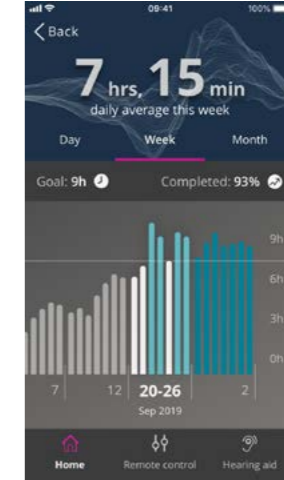 09:41 100%
Back
7 hrs, 15 min
daily average this week
Day Week Month
Goal: 9h Completed: 93%
9h
6h
3h
0h
7 12 20-26 2
Sep 2019
Home Remote control Hearing aid